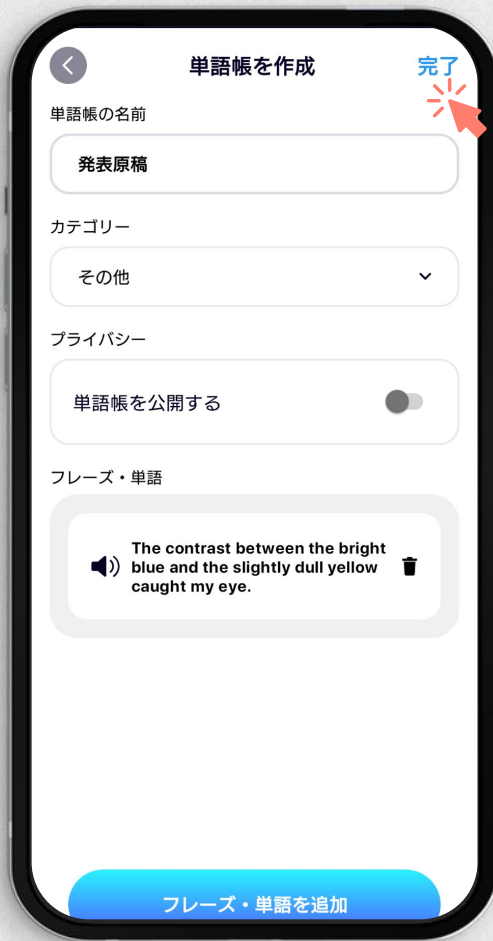 単語帳を作成 完了
単語帳の名前
発表原稿
カテゴリー
その他
プライバシー
単語帳を公開する
フレーズ・単語
The contrast between the bright
blue and the slightly dull yellow
caught my eye.
フレーズ・単語を追加